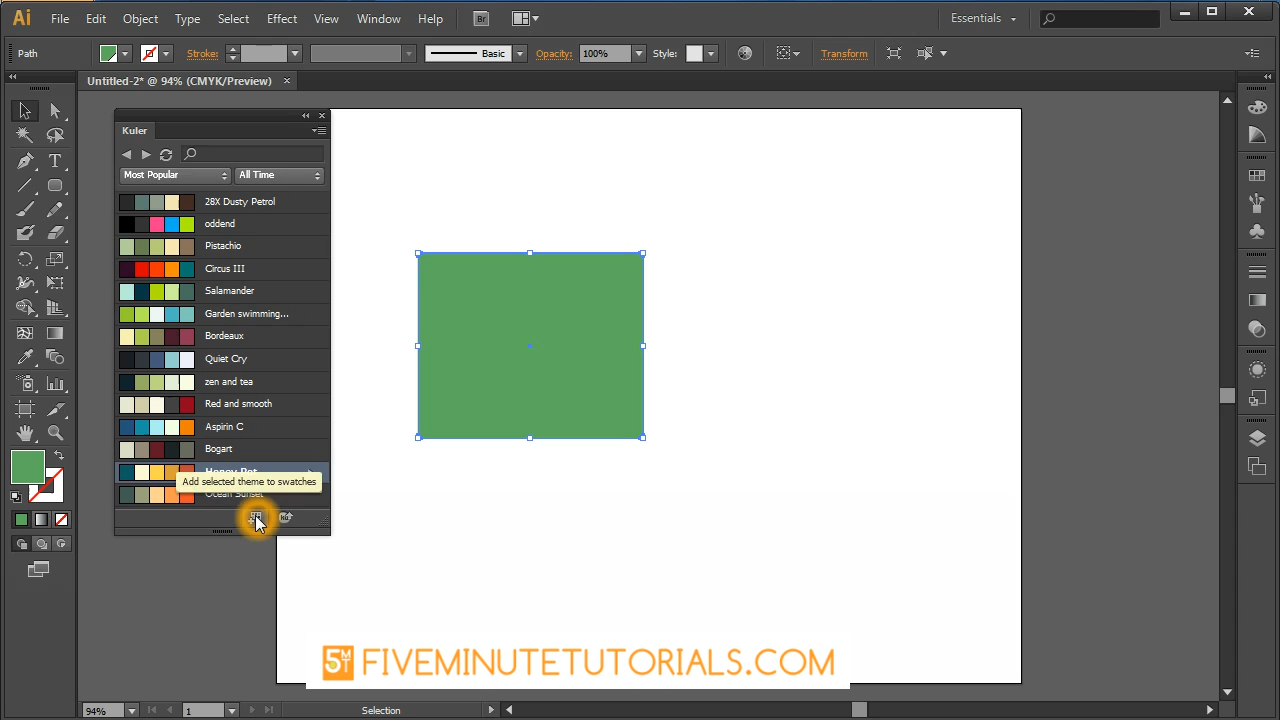 Ai File Edit Object Type Select Effect View Window Help Br Essentials
Path Stroke: Basic Opacity: 100% Style: Transform
Untitled-2* @ 94% (CMYK/Preview)
Kuler
Most Popular All Time
28X Dusty Petrol
oddend
Pistachio
Circus III
Salamander
Garden swimming...
Bordeaux
Quiet Cry
zen and tea
Red and smooth
Aspirin C
Bogart
Honey Pot
Add selected theme to swatches
Ocean Sunset
5MT FIVEMINUTETUTORIALS.COM
94% 1 Selection